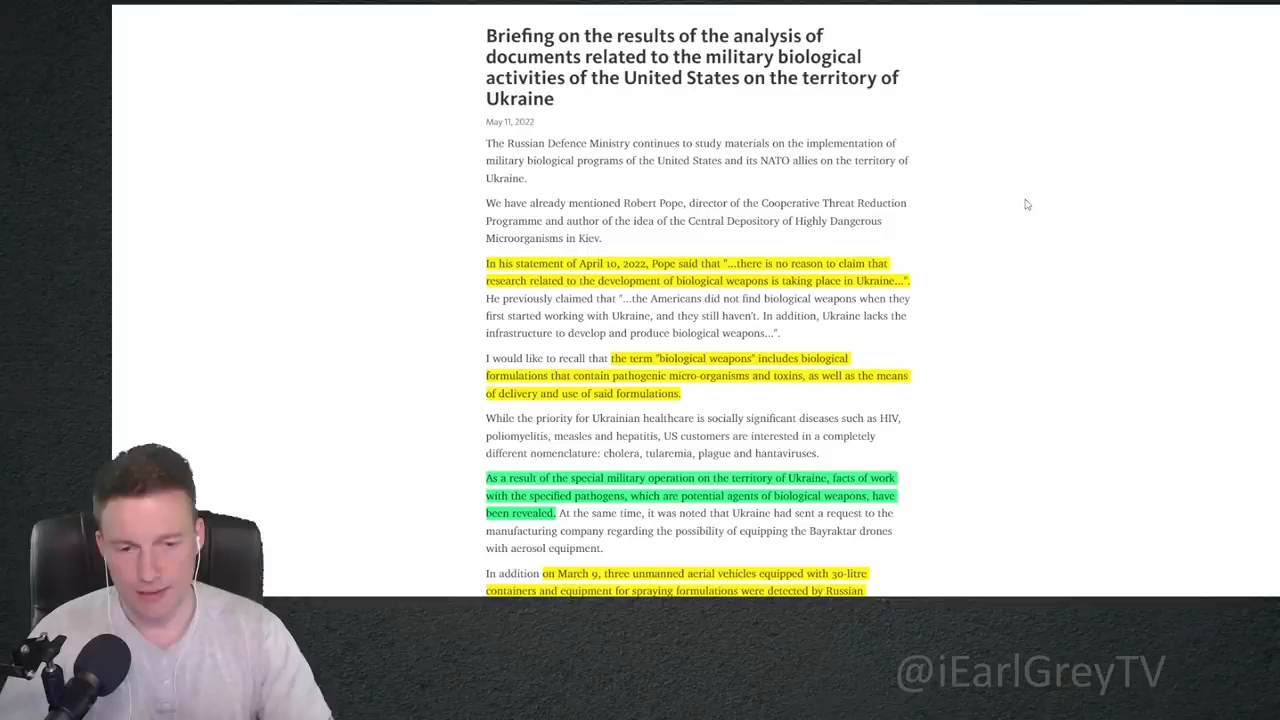 Briefing on the results of the analysis of
documents related to the military biological
activities of the United States on the territory of
Ukraine
May 11, 2022
The Russian Defence Ministry continues to study materials on the implementation of
military biological programs of the United States and its NATO allies on the territory of
Ukraine.
We have already mentioned Robert Pope, director of the Cooperative Threat Reduction
Programme and author of the idea of the Central Depository of Highly Dangerous
Microorganisms in Kiev.
In his statement of April 10, 2022, Pope said that "...there is no reason to claim that
research related to the development of biological weapons is taking place in Ukraine...".
He previously claimed that "...the Americans did not find biological weapons when they
first started working with Ukraine, and they still haven't. In addition, Ukraine lacks the
infrastructure to develop and produce biological weapons...".
I would like to recall that the term "biological weapons" includes biological
formulations that contain pathogenic micro-organisms and toxins, as well as the means
of delivery and use of said formulations.
While the priority for Ukrainian healthcare is socially significant diseases such as HIV,
poliomyelitis, measles and hepatitis, US customers are interested in a completely
different nomenclature: cholera, tularemia, plague and hantaviruses.
As a result of the special military operation on the territory of Ukraine, facts of work
with the specified pathogens, which are potential agents of biological weapons, have
been revealed. At the same time, it was noted that Ukraine had sent a request to the
manufacturing company regarding the possibility of equipping the Bayraktar drones
with aerosol equipment.
In addition on March 9, three unmanned aerial vehicles equipped with 30-litre
containers and equipment for spraying formulations were detected by Russian
@iEarlGreyTV